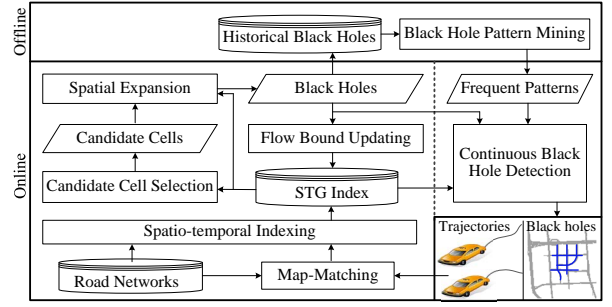 Offline
Historical Black Holes
Black Hole Pattern Mining
Online
Spatial Expansion
Black Holes
Frequent Patterns
Candidate Cells
Flow Bound Updating
Continuous Black
Hole Detection
Candidate Cell Selection
STG Index
Spatio-temporal Indexing
Trajectories
Black holes
Road Networks
Map-Matching